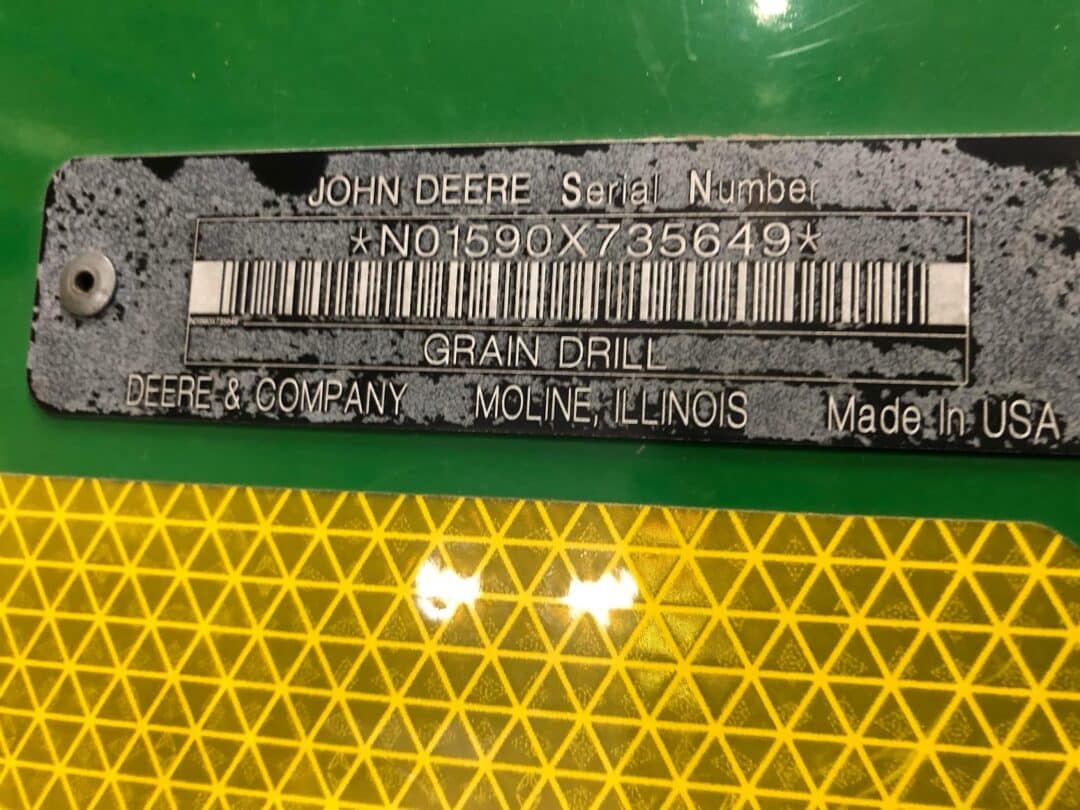 JOHN DEERE Serial Number
*N01590X735649*
GRAIN DRILL
DEERE & COMPANY MOLINE, ILLINOIS Made In USA